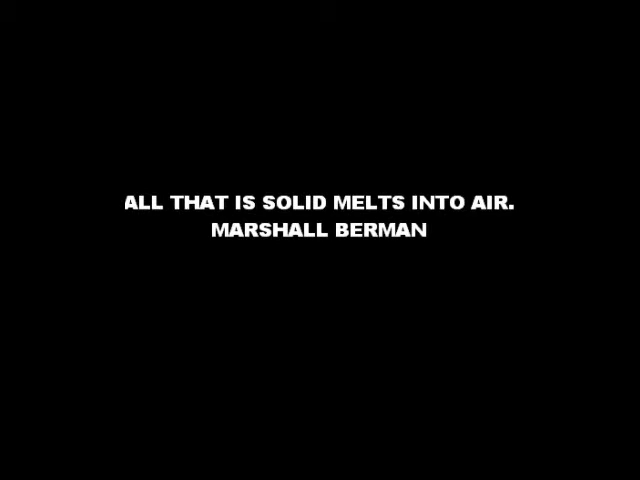 ALL THAT IS SOLID MELTS INTO AIR.
MARSHALL BERMAN